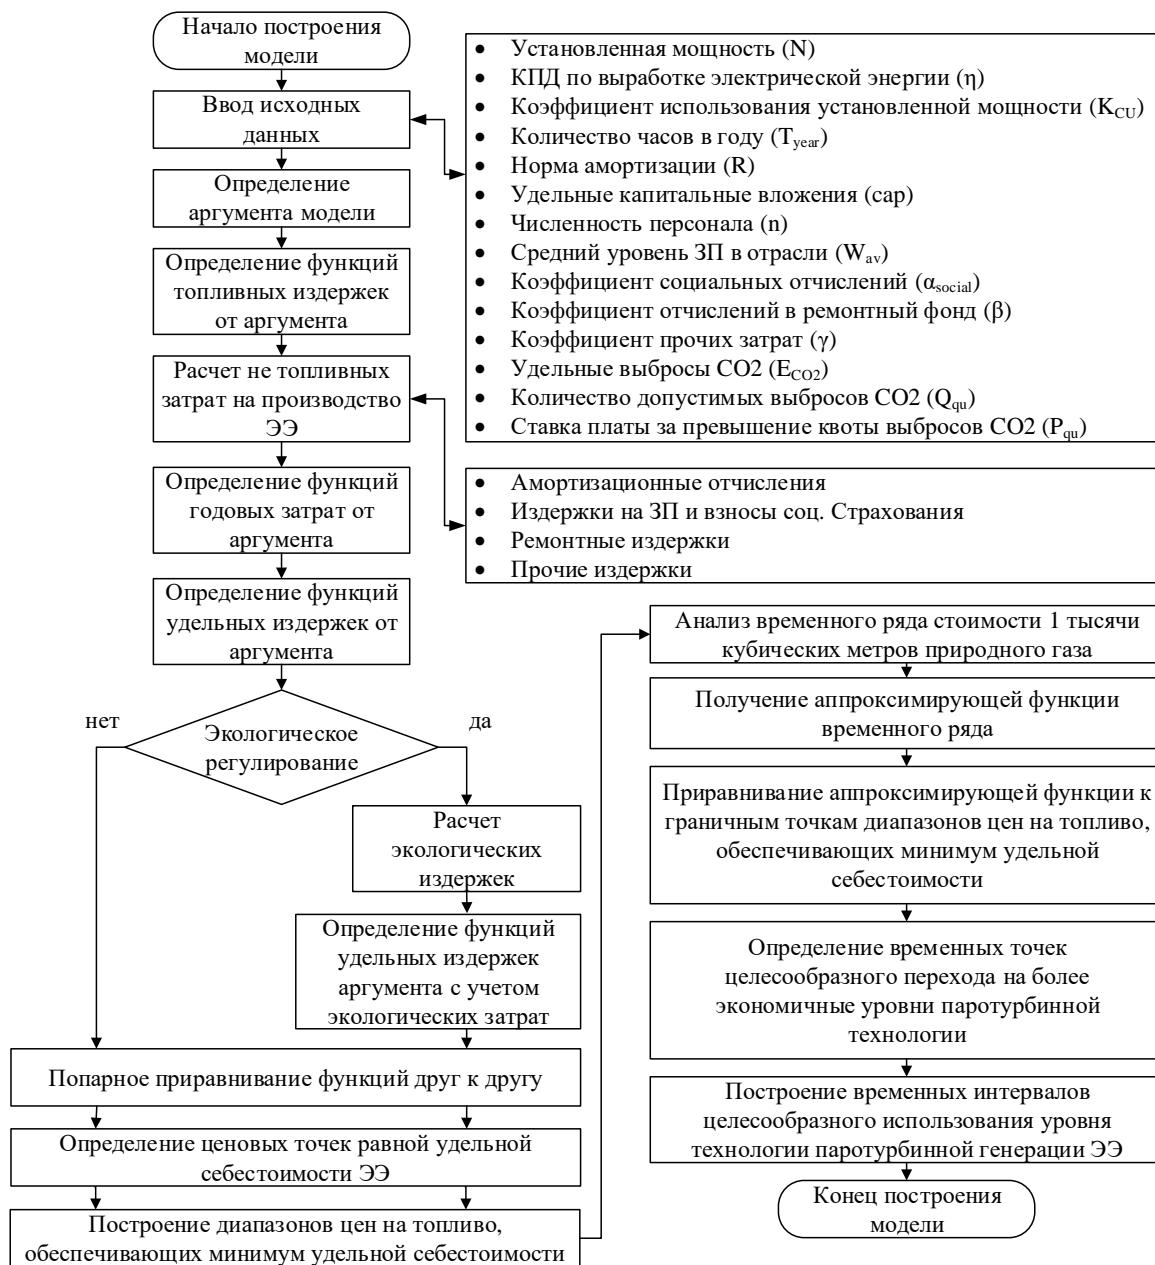 Начало построения
модели
Ввод исходных
данных
Определение
аргумента модели
Определение функций
топливных издержек
от аргумента
Расчет не топливных
затрат на производство
ЭЭ
Определение функций
годовых затрат от
аргумента
Определение функций
удельных издержек от
аргумента
• Установленная мощность (N)
• КПД по выработке электрической энергии (η)
• Коэффициент использования установленной мощности (K_CU)
• Количество часов в году (T_year)
• Норма амортизации (R)
• Удельные капитальные вложения (cap)
• Численность персонала (n)
• Средний уровень ЗП в отрасли (W_av)
• Коэффициент социальных отчислений (α_social)
• Коэффициент отчислений в ремонтный фонд (β)
• Коэффициент прочих затрат (γ)
• Удельные выбросы CO2 (E_CO2)
• Количество допустимых выбросов CO2 (Q_qu)
• Ставка платы за превышение квоты выбросов CO2 (P_qu)
• Амортизационные отчисления
• Издержки на ЗП и взносы соц. Страхования
• Ремонтные издержки
• Прочие издержки
нет
да
Экологическое
регулирование
Расчет
экологических
издержек
Определение функций
удельных издержек
аргумента с учетом
экологических затрат
Попарное приравнивание функций друг к другу
Определение ценовых точек равной удельной
себестоимости ЭЭ
Построение диапазонов цен на топливо,
обеспечивающих минимум удельной себестоимости
Анализ временного ряда стоимости 1 тысячи
кубических метров природного газа
Получение аппроксимирующей функции
временного ряда
Приравнивание аппроксимирующей функции к
граничным точкам диапазонов цен на топливо,
обеспечивающих минимум удельной
себестоимости
Определение временных точек
целесообразного перехода на более
экономичные уровни паротурбинной
технологии
Построение временных интервалов
целесообразного использования уровня
технологии паротурбинной генерации ЭЭ
Конец построения
модели